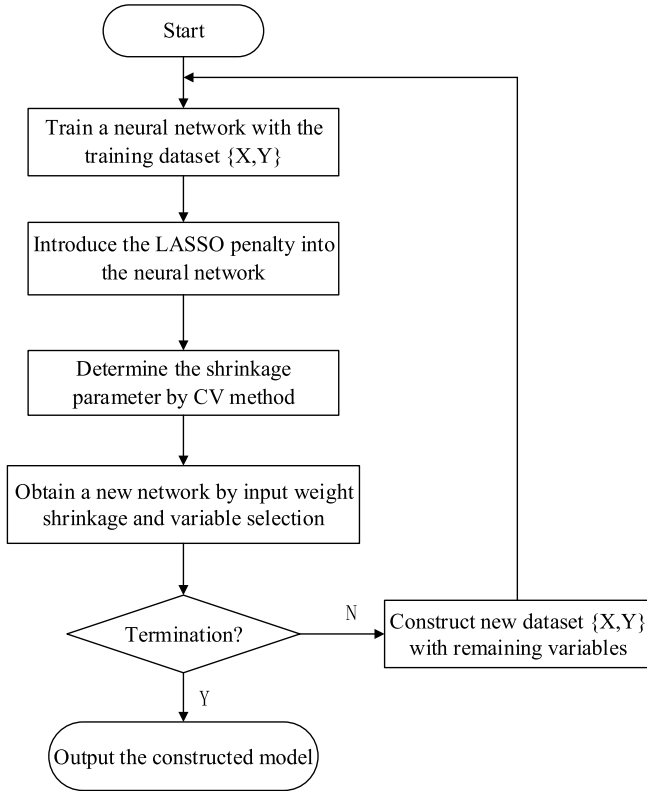 Start
Train a neural network with the
training dataset {X,Y}
Introduce the LASSO penalty into
the neural network
Determine the shrinkage
parameter by CV method
Obtain a new network by input weight
shrinkage and variable selection
Termination?
N
Construct new dataset {X,Y}
with remaining variables
Y
Output the constructed model